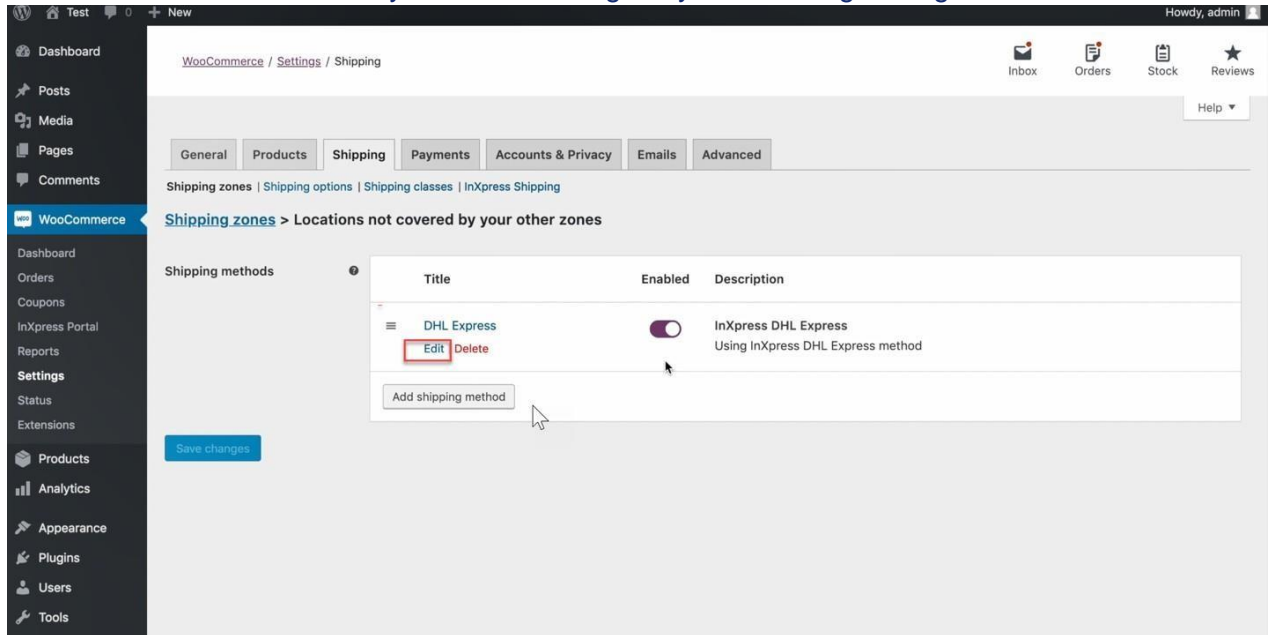 Test 0 + New Howdy, admin
Dashboard
Posts
Media
Pages
Comments
WooCommerce
Dashboard
Orders
Coupons
InXpress Portal
Reports
Settings
Status
Extensions
Products
Analytics
Appearance
Plugins
Users
Tools
WooCommerce / Settings / Shipping
Inbox Orders Stock Reviews
Help
General Products Shipping Payments Accounts & Privacy Emails Advanced
Shipping zones | Shipping options | Shipping classes | InXpress Shipping
Shipping zones > Locations not covered by your other zones
Shipping methods
Title Enabled Description
DHL Express InXpress DHL Express
Edit Delete Using InXpress DHL Express method
Add shipping method
Save changes